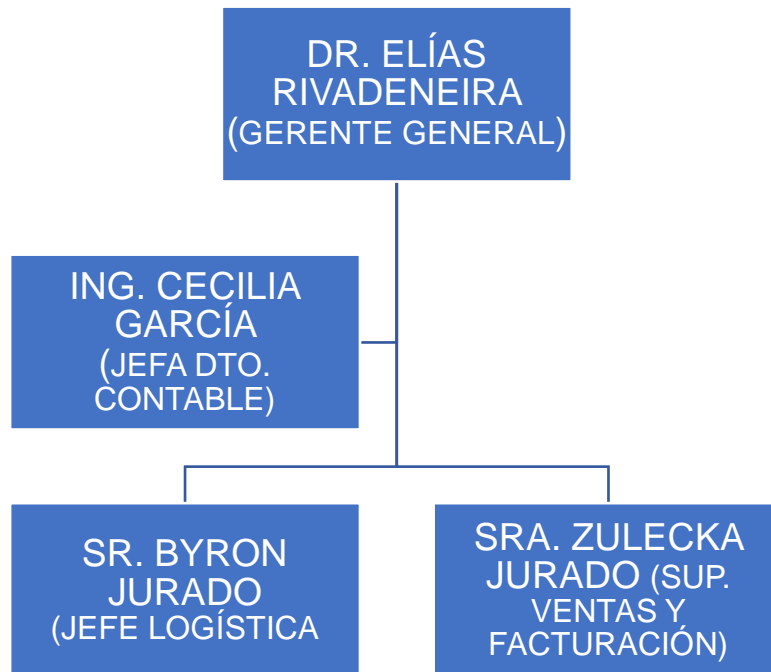 DR. ELÍAS
RIVADENEIRA
(GERENTE GENERAL)
ING. CECILIA
GARCÍA
(JEFA DTO.
CONTABLE)
SR. BYRON
JURADO
(JEFE LOGÍSTICA
SRA. ZULECKA
JURADO (SUP.
VENTAS Y
FACTURACIÓN)